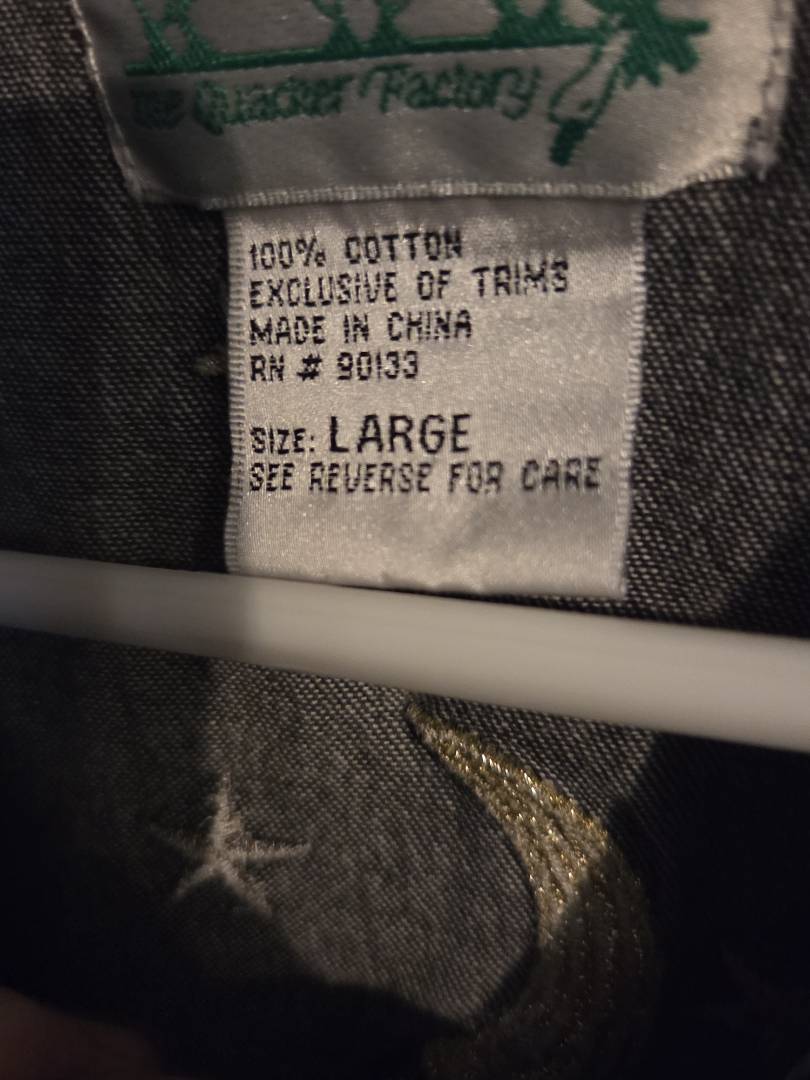 The Quacker Factory
100% COTTON
EXCLUSIVE OF TRIMS
MADE IN CHINA
RN # 90133
SIZE: LARGE
SEE REVERSE FOR CARE